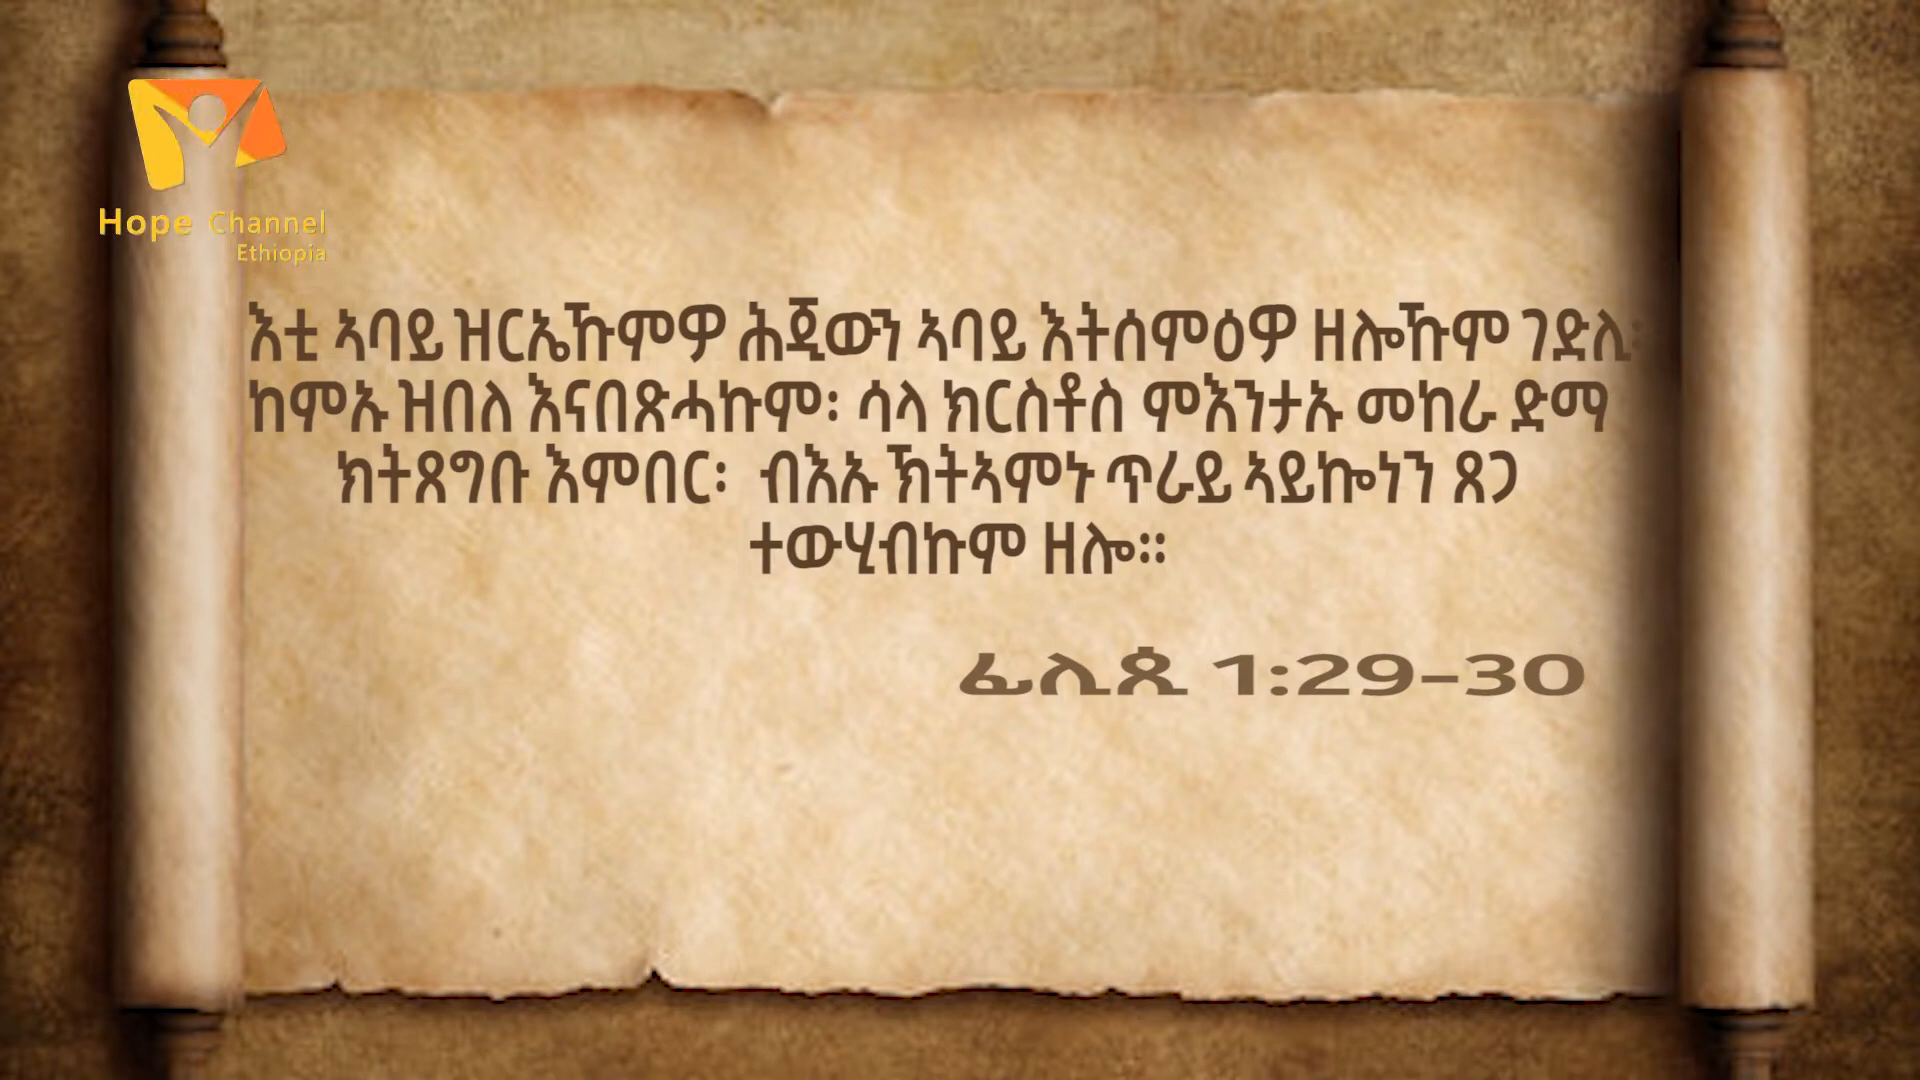 Hope Channel
Ethiopia
እቲ ኣባይ ዝርኤኹምዎ ሕጂውን ኣባይ እትሰምዕዎ ዘሎኹም ገድሊ፡
ከምኡ ዝበለ እናበጽሓኩም፡ ሳላ ክርስቶስ ምእንታኡ መከራ ድማ
ክትጸግቡ እምበር፡ ብእኡ ኽትኣምኑ ጥራይ ኣይኰነን ጸጋ
ተውሂብኩም ዘሎ።
ፊሊጲ 1:29-30